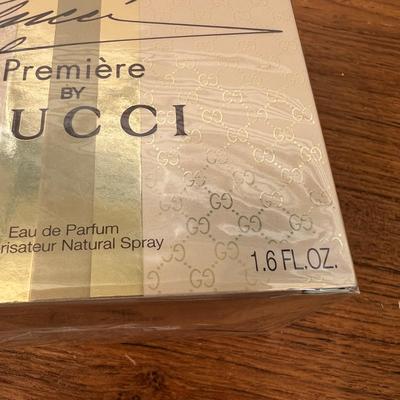 Première
BY
UCCI
Eau de Parfum
risateur Natural Spray
1.6 FL.OZ.